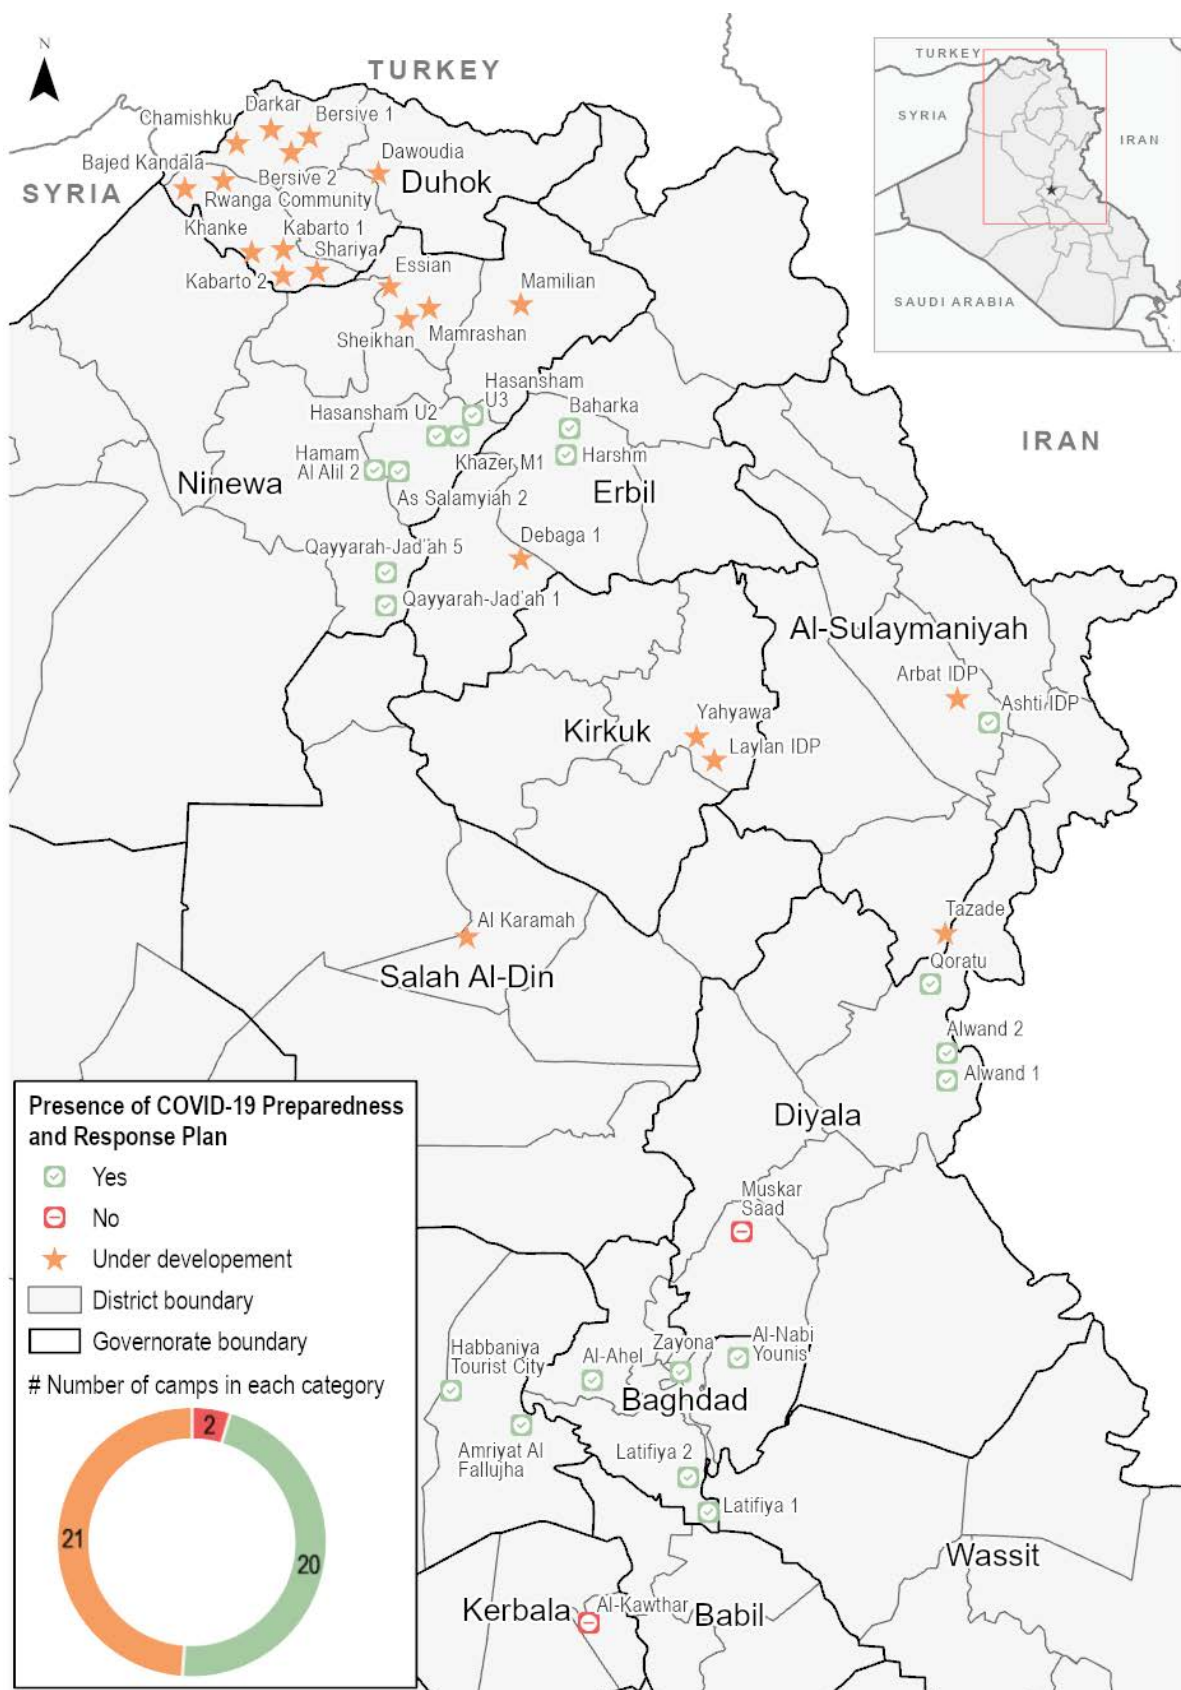 N
TURKEY
SYRIA
IRAN
TURKEY
SYRIA
IRAN
SAUDI ARABIA
Darkar
Chamishku
Bersive 1
Bajed Kandala
Bersive 2
Dawoudia
Duhok
Rwanga Community
Khanke
Kabarto 1
Shariya
Kabarto 2
Essian
Mamilian
Sheikhan
Mamrashan
Hasansham
U3
Hasansham U2
Baharka
Hamam
Al Alil 2
Khazer M1
Harshm
Ninewa
As Salamyiah 2
Erbil
Qayyarah-Jad'ah 5
Debaga 1
Qayyarah-Jad'ah 1
Al-Sulaymaniyah
Arbat IDP
Ashti IDP
Kirkuk
Yahyawa
Laylan IDP
Al Karamah
Salah Al-Din
Tazade
Qoratu
Alwand 2
Alwand 1
Diyala
Muskar
Saad
Habbaniya
Tourist City
Al-Ahel
Zayona
Al-Nabi
Younis
Baghdad
Amriyat Al
Fallujha
Latifiya 2
Latifiya 1
Wassit
Kerbala
Al-Kawthar
Babil
Presence of COVID-19 Preparedness
and Response Plan
Yes
No
Under developement
District boundary
Governorate boundary
# Number of camps in each category
2
21
20